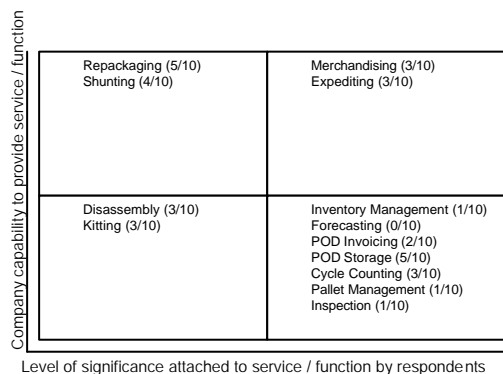 Company capability to provide service / function
Repackaging (5/10)
Shunting (4/10)
Merchandising (3/10)
Expediting (3/10)
Disassembly (3/10)
Kitting (3/10)
Inventory Management (1/10)
Forecasting (0/10)
POD Invoicing (2/10)
POD Storage (5/10)
Cycle Counting (3/10)
Pallet Management (1/10)
Inspection (1/10)
Level of significance attached to service / function by respondents